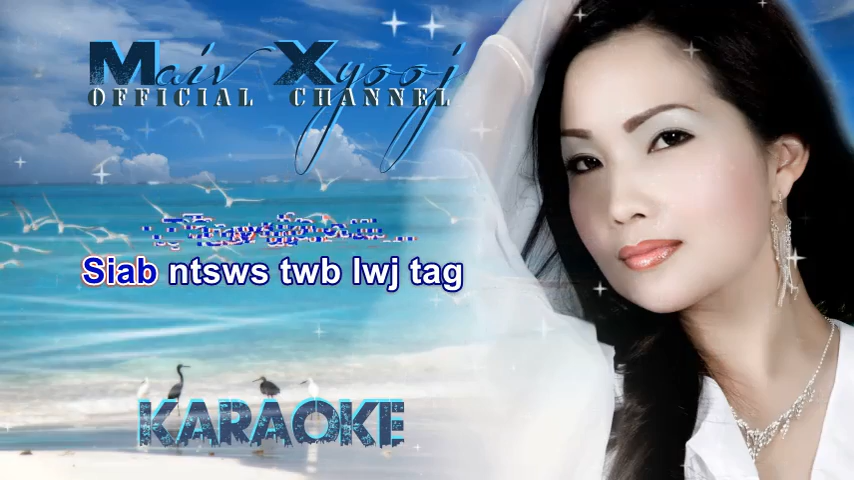 Maiv Xyooj
OFFICIAL CHANNEL
Siab ntsws twb lwj tag
KARAOKE